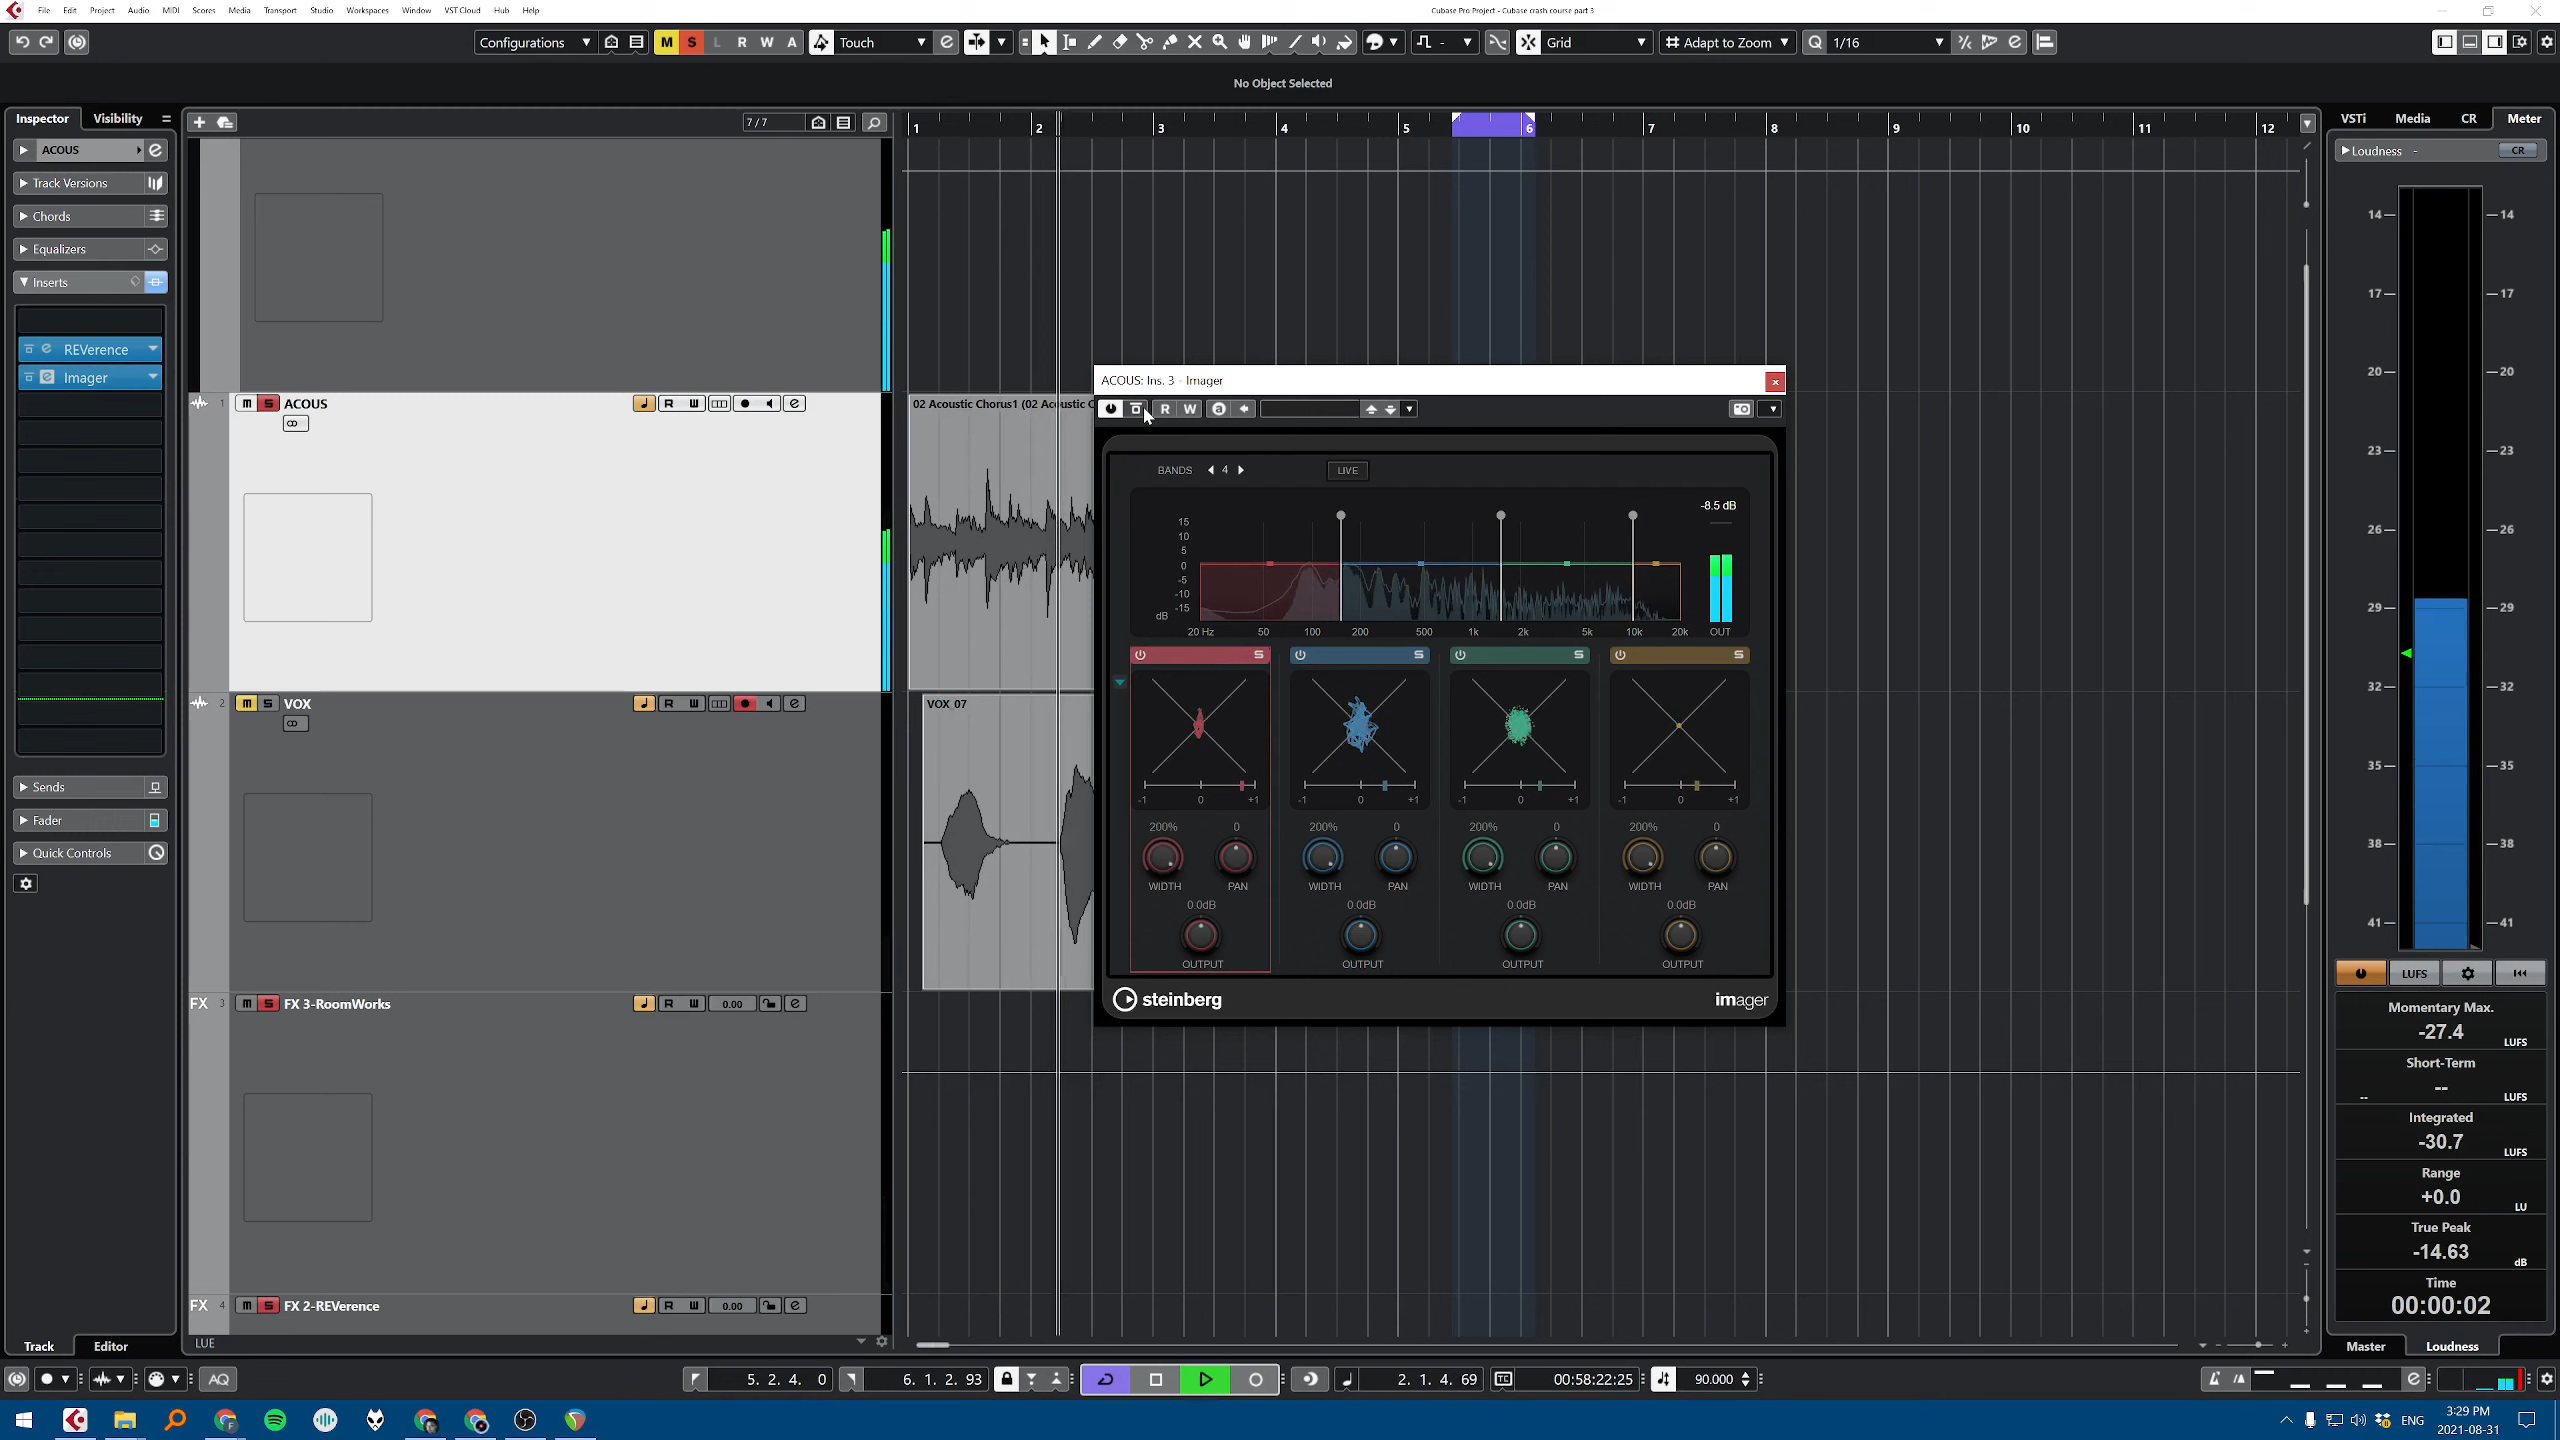 File Edit Project Audio MIDI Scores Media Transport Studio Workspaces Window VST Cloud Hub Help
Cubase Pro Project - Cubase crash course part 3
Configurations M S L R W A Touch Grid Adapt to Zoom Q 1/16
No Object Selected
Inspector Visibility
7 / 7
1 2 3 4 5 6 7 8 9 10 11 12
VSTi Media CR Meter
ACOUS
Loudness - CR
Track Versions
Chords
Equalizers
Inserts
REVerence
Imager
Sends
Fader
Quick Controls
1 m S ACOUS R W e
2 m S VOX R W e
FX 3 m S FX 3-RoomWorks R W 0.00 e
FX 4 m S FX 2-REVerence R W 0.00 e
LUE
Track Editor
02 Acoustic Chorus1 (02 Acoustic C
VOX_07
ACOUS: Ins. 3 - Imager
R W
BANDS 4 LIVE
-8.5 dB
15
10
5
0
-5
-10
-15
dB
20 Hz 50 100 200 500 1k 2k 5k 10k 20k OUT
S S S S
-1 0 +1 -1 0 +1 -1 0 +1 -1 0 +1
200% 0 200% 0 200% 0 200% 0
WIDTH PAN WIDTH PAN WIDTH PAN WIDTH PAN
0.0dB 0.0dB 0.0dB 0.0dB
OUTPUT OUTPUT OUTPUT OUTPUT
steinberg imager
14 14
17 17
20 20
23 23
26 26
29 29
32 32
35 35
38 38
41 41
LUFS
Momentary Max.
-27.4 LUFS
Short-Term
-- LUFS
--
Integrated
-30.7 LUFS
Range
+0.0 LU
True Peak
-14.63 dB
Time
00:00:02
Master Loudness
AQ 5. 2. 4. 0 6. 1. 2. 93 2. 1. 4. 69 TC 00:58:22:25 90.000
ENG 3:29 PM
2021-08-31